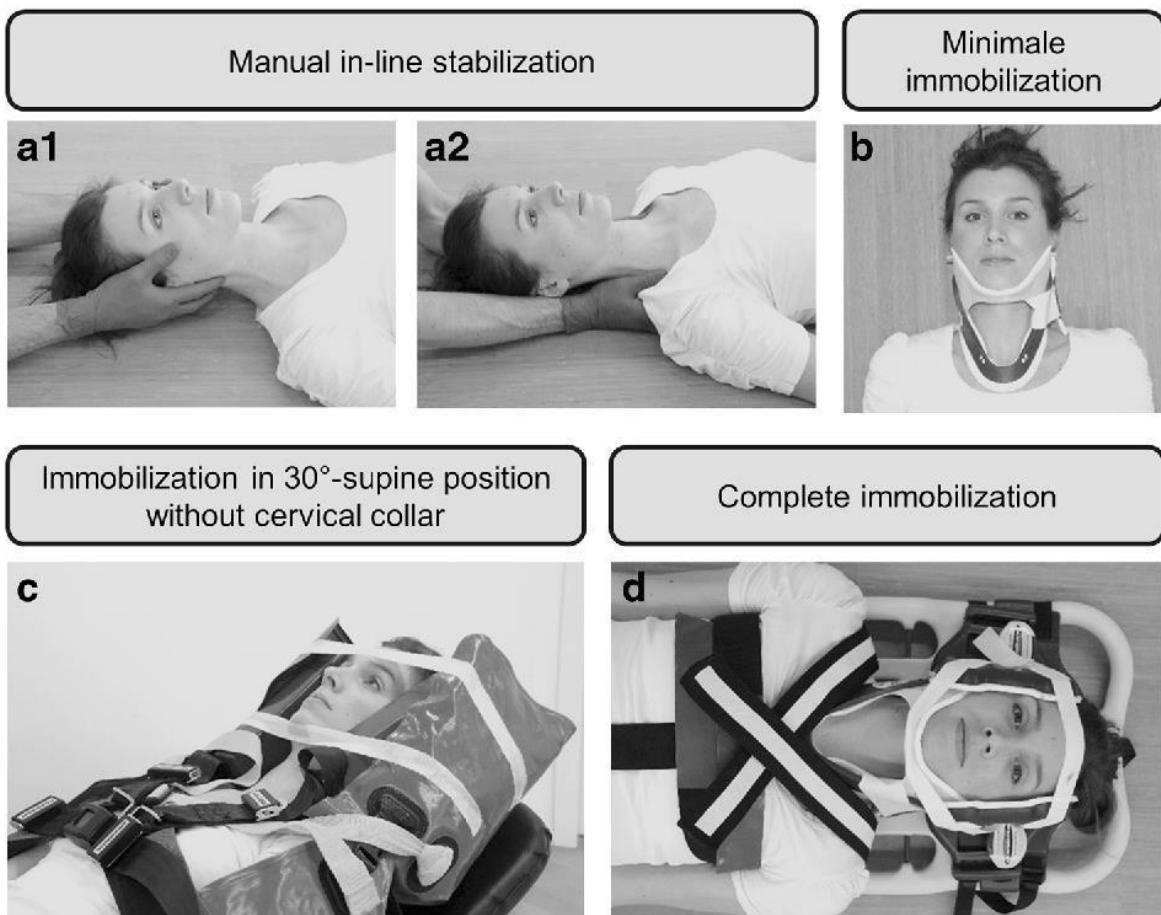 Manual in-line stabilization
Minimale
immobilization
a1
a2
b
Immobilization in 30°-supine position
without cervical collar
Complete immobilization
c
d